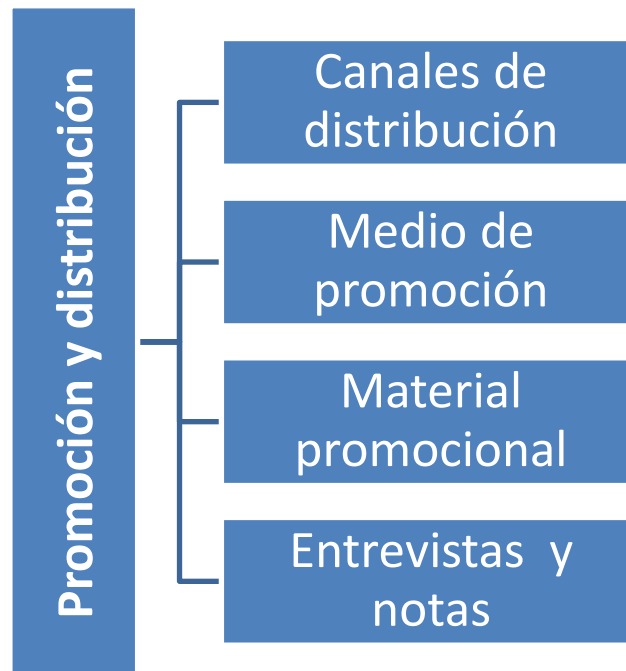 Promoción y distribución
Canales de
distribución
Medio de
promoción
Material
promocional
Entrevistas  y
notas